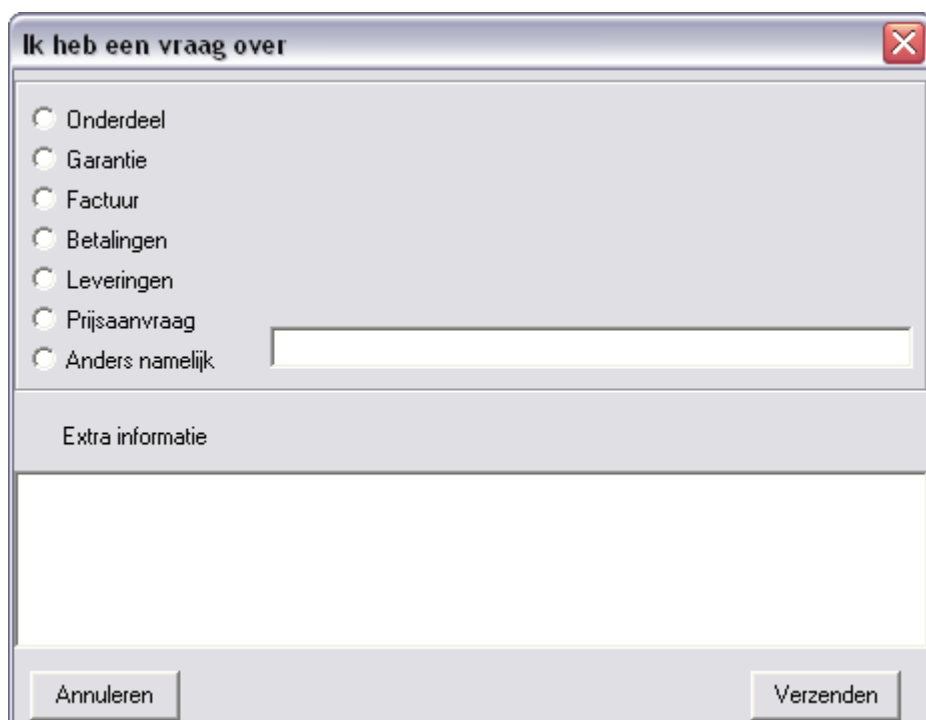 Ik heb een vraag over
Onderdeel
Garantie
Factuur
Betalingen
Leveringen
Prijsaanvraag
Anders namelijk
Extra informatie
Annuleren
Verzenden